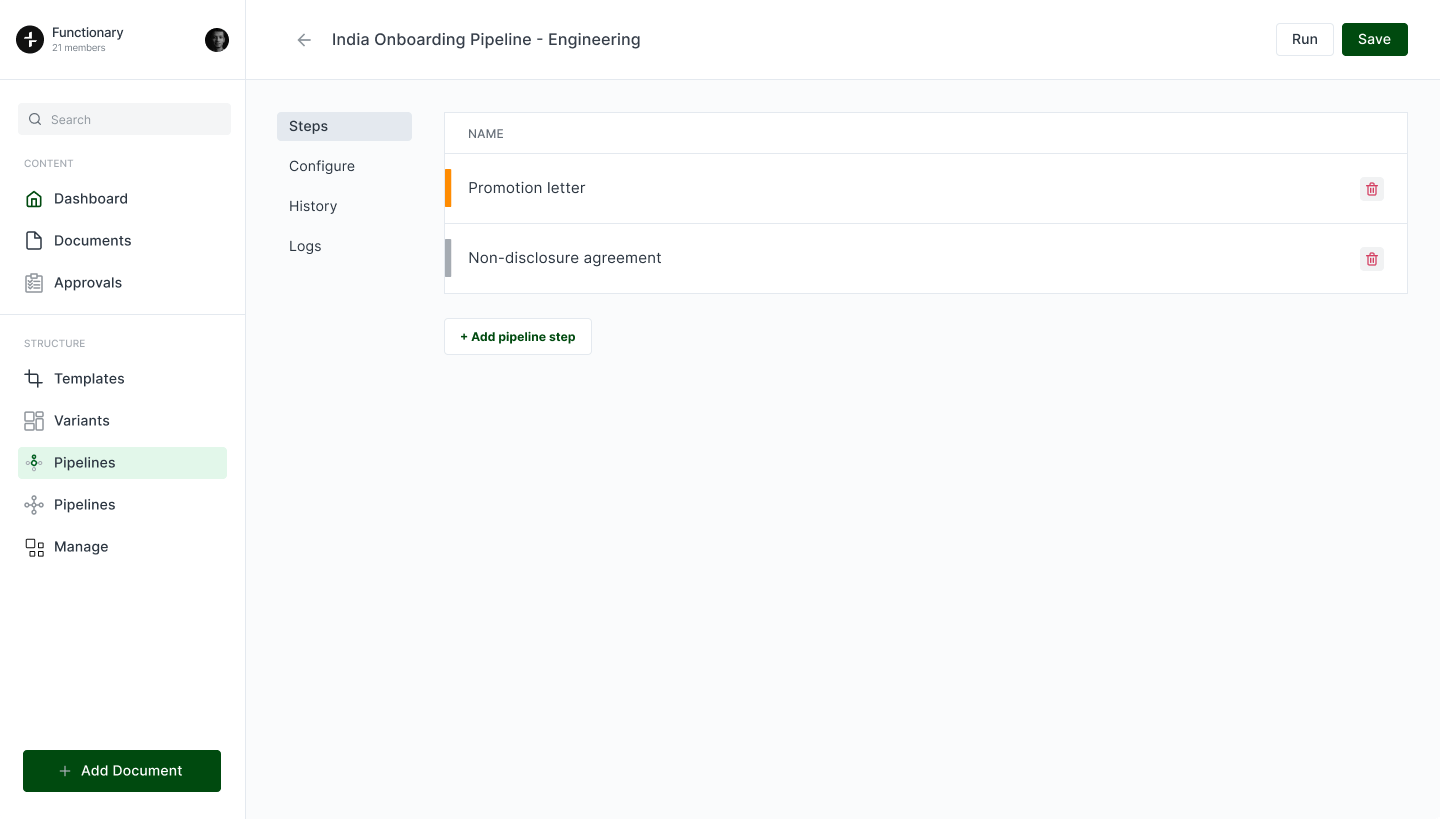 Functionary
21 members
India Onboarding Pipeline - Engineering
Run
Save
Search
CONTENT
Dashboard
Documents
Approvals
STRUCTURE
Templates
Variants
Pipelines
Pipelines
Manage
+ Add Document
Steps
Configure
History
Logs
NAME
Promotion letter
Non-disclosure agreement
+ Add pipeline step